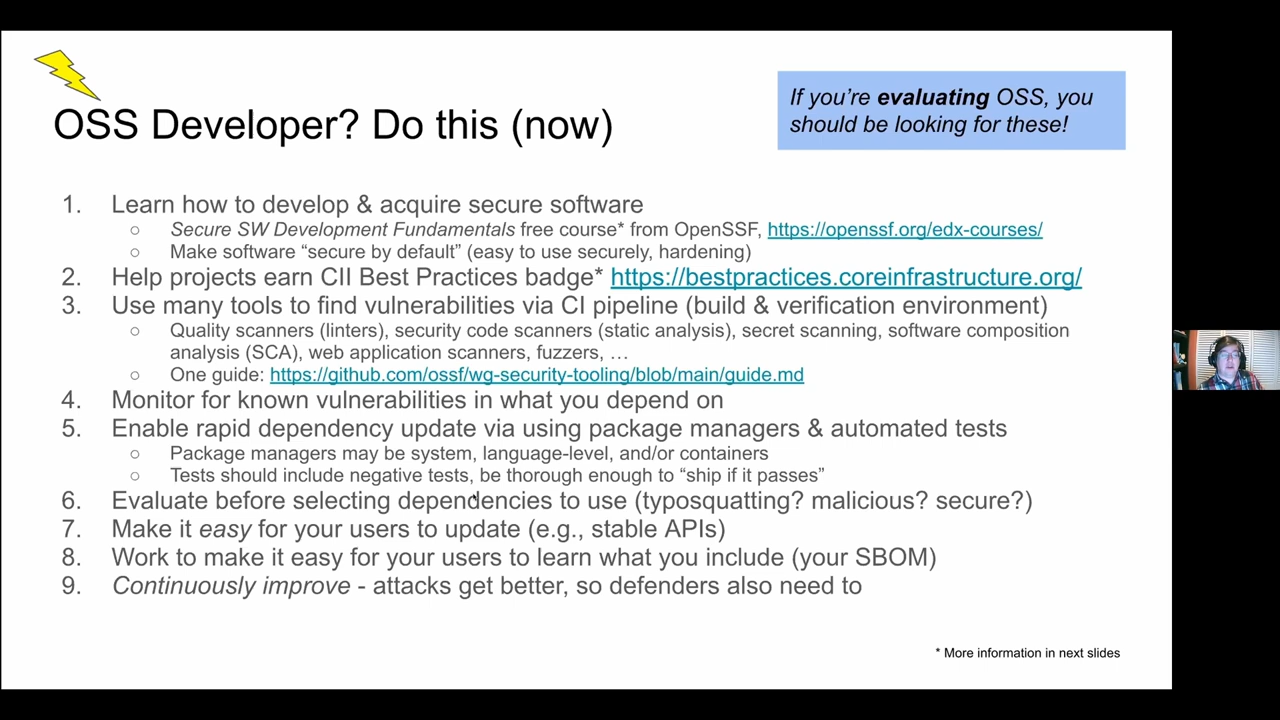 OSS Developer? Do this (now)
If you're evaluating OSS, you
should be looking for these!
1. Learn how to develop & acquire secure software
○ Secure SW Development Fundamentals free course* from OpenSSF, https://openssf.org/edx-courses/
○ Make software “secure by default” (easy to use securely, hardening)
2. Help projects earn CII Best Practices badge* https://bestpractices.coreinfrastructure.org/
3. Use many tools to find vulnerabilities via CI pipeline (build & verification environment)
○ Quality scanners (linters), security code scanners (static analysis), secret scanning, software composition
analysis (SCA), web application scanners, fuzzers, …
○ One guide: https://github.com/ossf/wg-security-tooling/blob/main/guide.md
4. Monitor for known vulnerabilities in what you depend on
5. Enable rapid dependency update via using package managers & automated tests
○ Package managers may be system, language-level, and/or containers
○ Tests should include negative tests, be thorough enough to “ship if it passes”
6. Evaluate before selecting dependencies to use (typosquatting? malicious? secure?)
7. Make it easy for your users to update (e.g., stable APIs)
8. Work to make it easy for your users to learn what you include (your SBOM)
9. Continuously improve - attacks get better, so defenders also need to
* More information in next slides